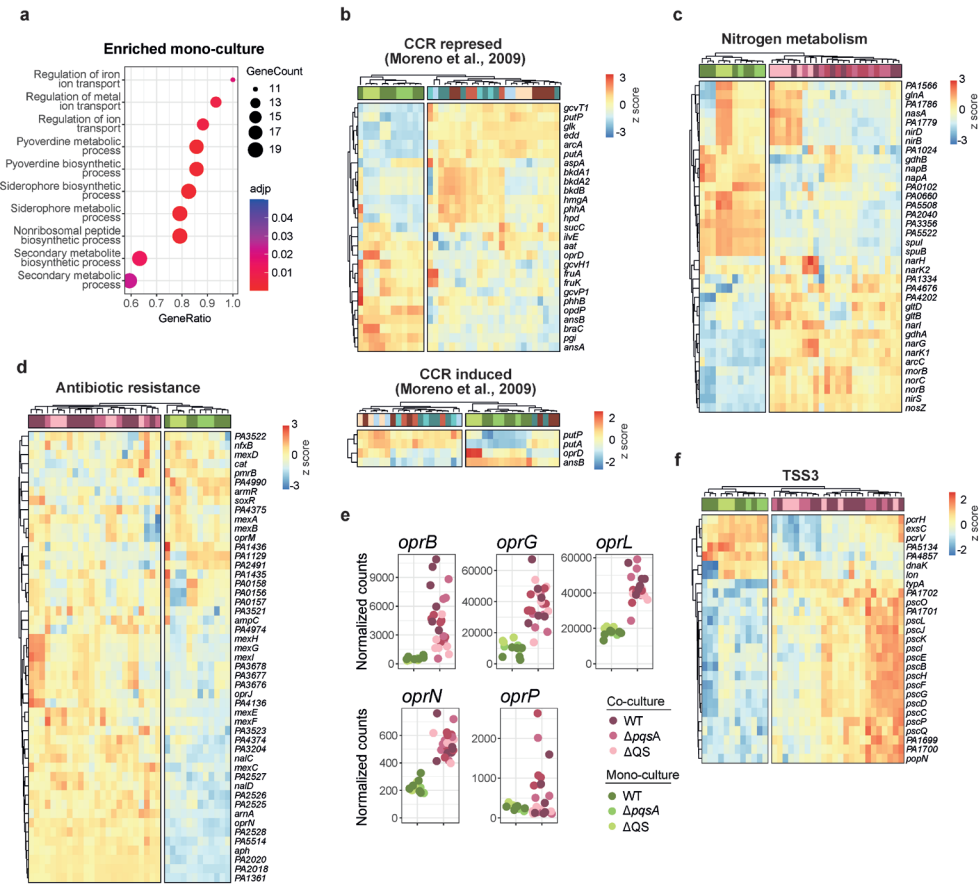 a
Enriched mono-culture
Regulation of iron
ion transport
Regulation of metal
ion transport
Regulation of ion
transport
Pyoverdine metabolic
process
Pyoverdine biosynthetic
process
Siderophore biosynthetic
process
Siderophore metabolic
process
Nonribosomal peptide
biosynthetic process
Secondary metabolite
biosynthetic process
Secondary metabolic
process
0.6 0.7 0.8 0.9 1.0
GeneRatio
GeneCount
11
13
15
17
19
adjp
0.04
0.03
0.02
0.01
b
CCR represed
(Moreno et al., 2009)
3
0
-3
z score
gcvT1
putP
glk
edd
arcA
putA
aspA
bkdA1
bkdA2
bkdB
hmgA
phhA
hpd
sucC
ilvE
aat
oprD
gcvH1
fruA
fruK
gcvP1
phhB
opdP
ansB
braC
pgi
ansA
CCR induced
(Moreno et al., 2009)
2
0
-2
z score
putP
putA
oprD
ansB
c
Nitrogen metabolism
3
0
-3
z score
PA1566
glnA
PA1786
nasA
PA1779
nirD
nirB
PA1024
gdhB
napB
napA
PA0102
PA0660
PA5508
PA2040
PA3356
PA5522
spuI
spuB
narH
narK2
PA1334
PA4676
PA4202
gltD
gltB
narI
gdhA
narG
narK1
arcC
morB
norC
norB
nirS
nosZ
d
Antibiotic resistance
3
0
-3
z score
PA3522
nfxB
mexD
cat
pmrB
PA4990
armR
soxR
PA4375
mexA
mexB
oprM
PA1436
PA1129
PA2491
PA1435
PA0158
PA0156
PA0157
PA3521
ampC
PA4974
mexH
mexG
mexI
PA3678
PA3677
PA3676
oprJ
PA4136
mexE
mexF
PA3523
PA4374
PA3204
nalC
mexC
PA2527
nalD
PA2526
PA2525
arnA
oprN
PA2528
PA5514
aph
PA2020
PA2018
PA1361
e
oprB
oprG
oprL
Normalized counts
9000
6000
3000
0
60000
40000
20000
0
60000
40000
20000
0
oprN
oprP
Normalized counts
600
400
200
0
2000
1000
0
Co-culture
WT
ΔpqsA
ΔQS
Mono-culture
WT
ΔpqsA
ΔQS
f
TSS3
2
0
-2
z score
pcrH
exsC
pcrV
PA5134
PA4857
dnaK
lon
typA
PA1702
pscO
PA1701
pscL
pscJ
pscK
pscI
pscE
pscB
pscH
pscF
pscG
pscD
pscC
pscP
pscQ
PA1699
PA1700
popN